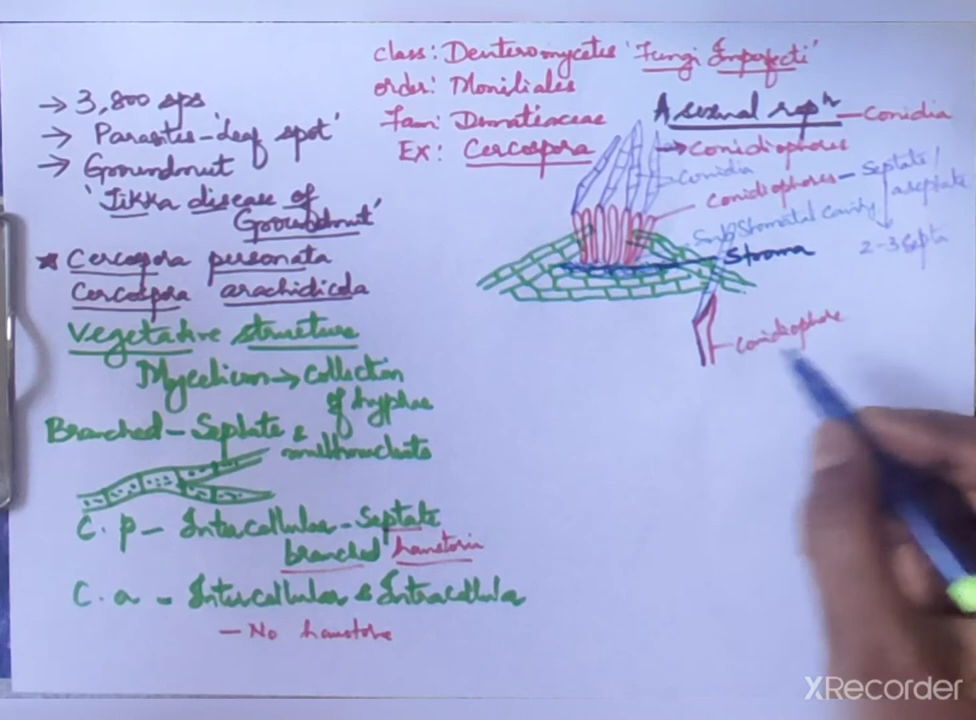 class: Deuteromycetes 'Fungi Imperfecti'
order: Moniliales
Fam: Dematiaceae
Ex: Cercospora
→ 3,800 sps
→ Parasites - 'Leaf spot'
→ Groundnut
'Tikka disease of
Groundnut'
* Cercospora personata
Cercospora arachidicola
Vegetative structure
Mycelium → collection
of hyphae
Branched - Septate &
multinucleate
C. p - Intercellular - Septate
branched haustoria
C. a - Intercellular & Intracellular
- No haustoria
Asexual repn - Conidia
→ Conidiophores
Conidia
Conidiophores - Septate/
aseptate
Sub Stomatal cavity
2-3 Septa
Stroma
Conidiophore
XRecorder